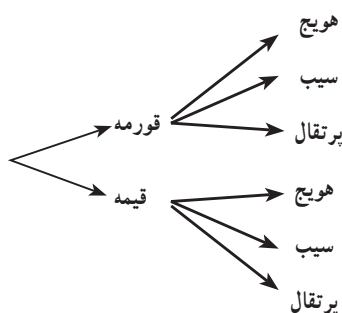 هویج
سیب
قورمه
پرتقال
قیمه
هویج
سیب
پرتقال